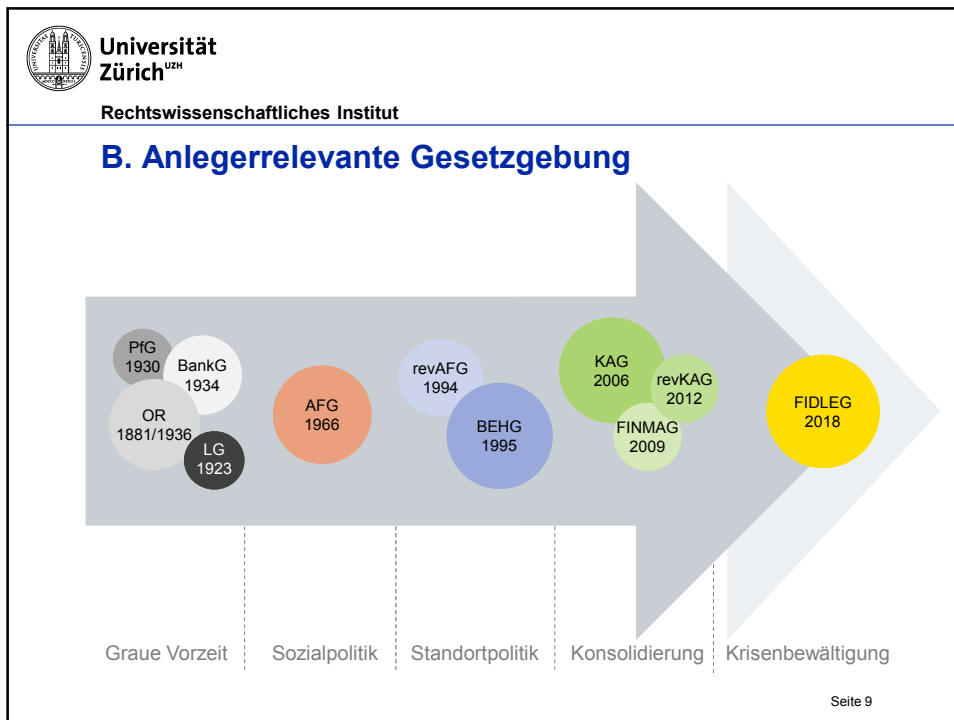 Universität
Zürich UZH
Rechtswissenschaftliches Institut
B. Anlegerrelevante Gesetzgebung
PfG
1930
BankG
1934
OR
1881/1936
LG
1923
AFG
1966
revAFG
1994
BEHG
1995
KAG
2006
revKAG
2012
FINMAG
2009
FIDLEG
2018
Graue Vorzeit
Sozialpolitik
Standortpolitik
Konsolidierung
Krisenbewältigung
Seite 9